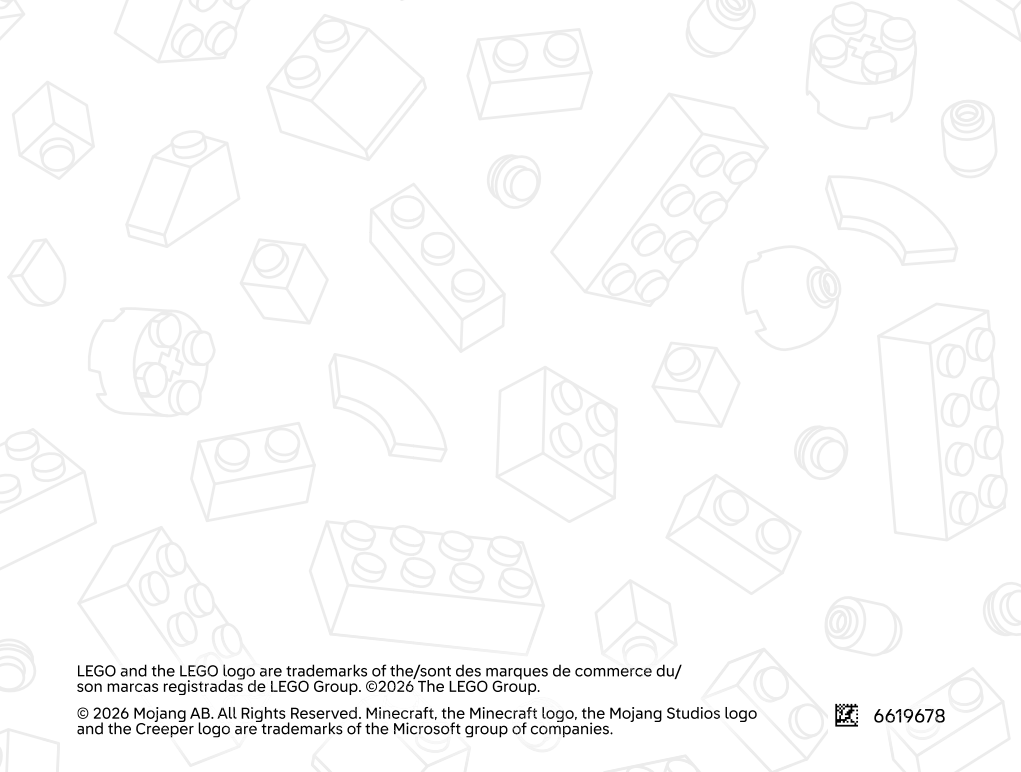 LEGO and the LEGO logo are trademarks of the/sont des marques de commerce du/
son marcas registradas de LEGO Group. ©2026 The LEGO Group.
© 2026 Mojang AB. All Rights Reserved. Minecraft, the Minecraft logo, the Mojang Studios logo
and the Creeper logo are trademarks of the Microsoft group of companies.
6619678